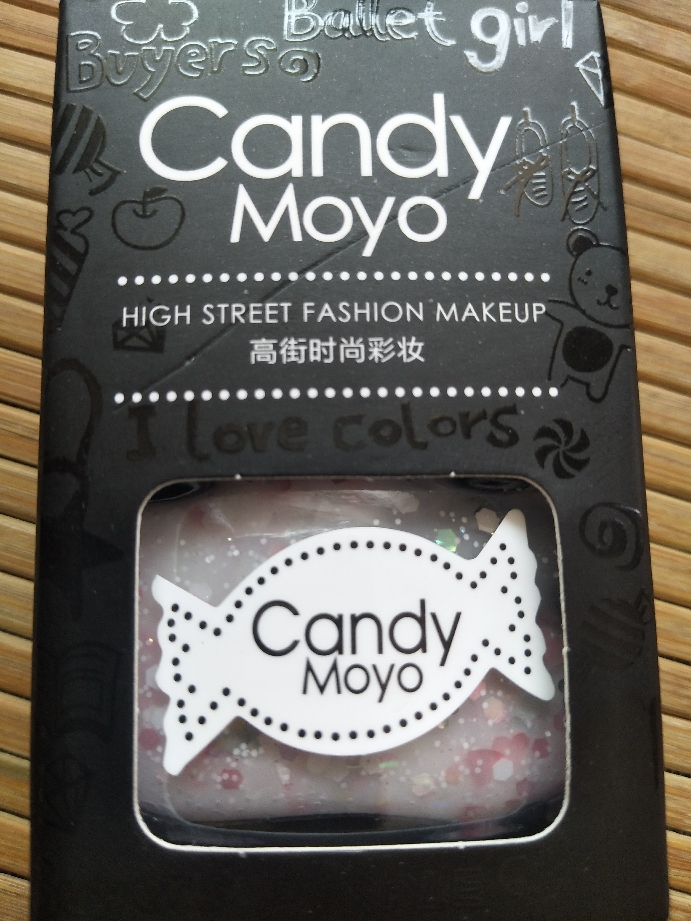 Ballet girl
Buyers
Candy
Moyo
HIGH STREET FASHION MAKEUP
高街时尚彩妆
I love colors
Candy
Moyo